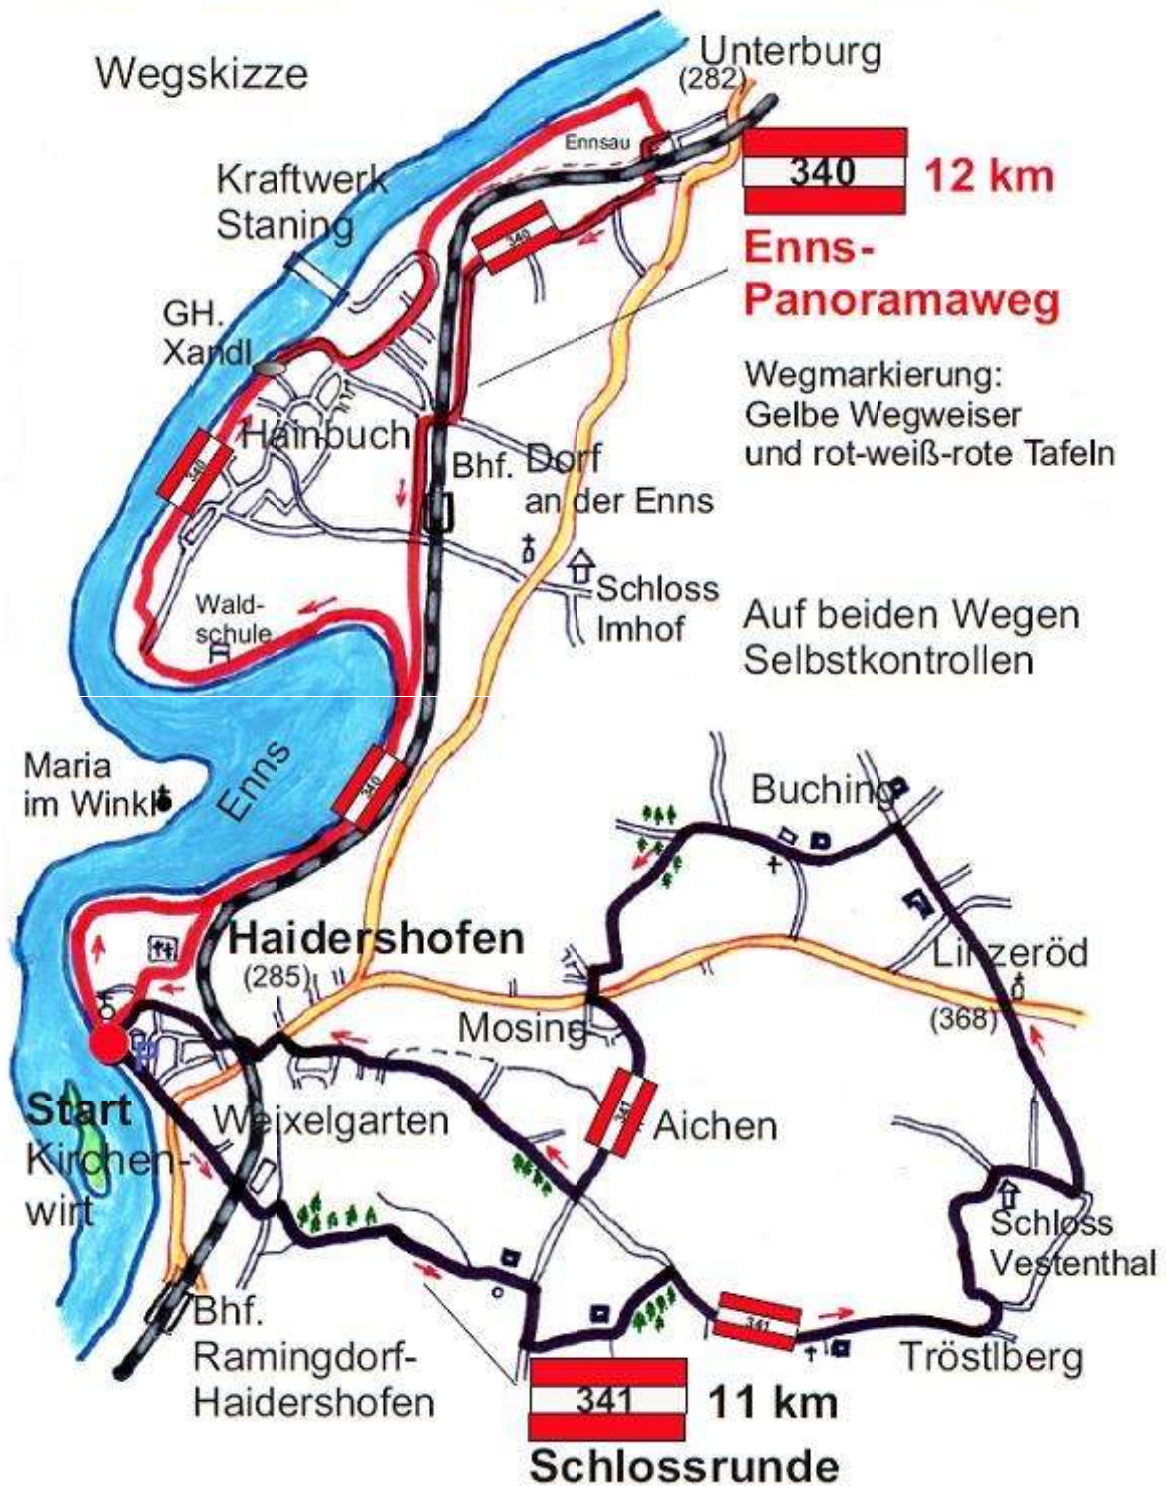 Wegskizze
Unterburg
(282)
Ennsau
340
12 km
Enns-
Panoramaweg
Kraftwerk
Staning
340
GH.
Xandl
Wegmarkierung:
Gelbe Wegweiser
und rot-weiß-rote Tafeln
Hainbuch
340
Bhf. Dorf
an der Enns
Schloss
Imhof
Wald-
schule
Auf beiden Wegen
Selbstkontrollen
Maria
im Winkl
Enns
340
Buching
Haidershofen
(285)
Linzeröd
(368)
Mosing
Start
Kirchen-
wirt
Weixelgarten
341
Aichen
Schloss
Vestenthal
Bhf.
Ramingdorf-
Haidershofen
341
Tröstlberg
341
11 km
Schlossrunde